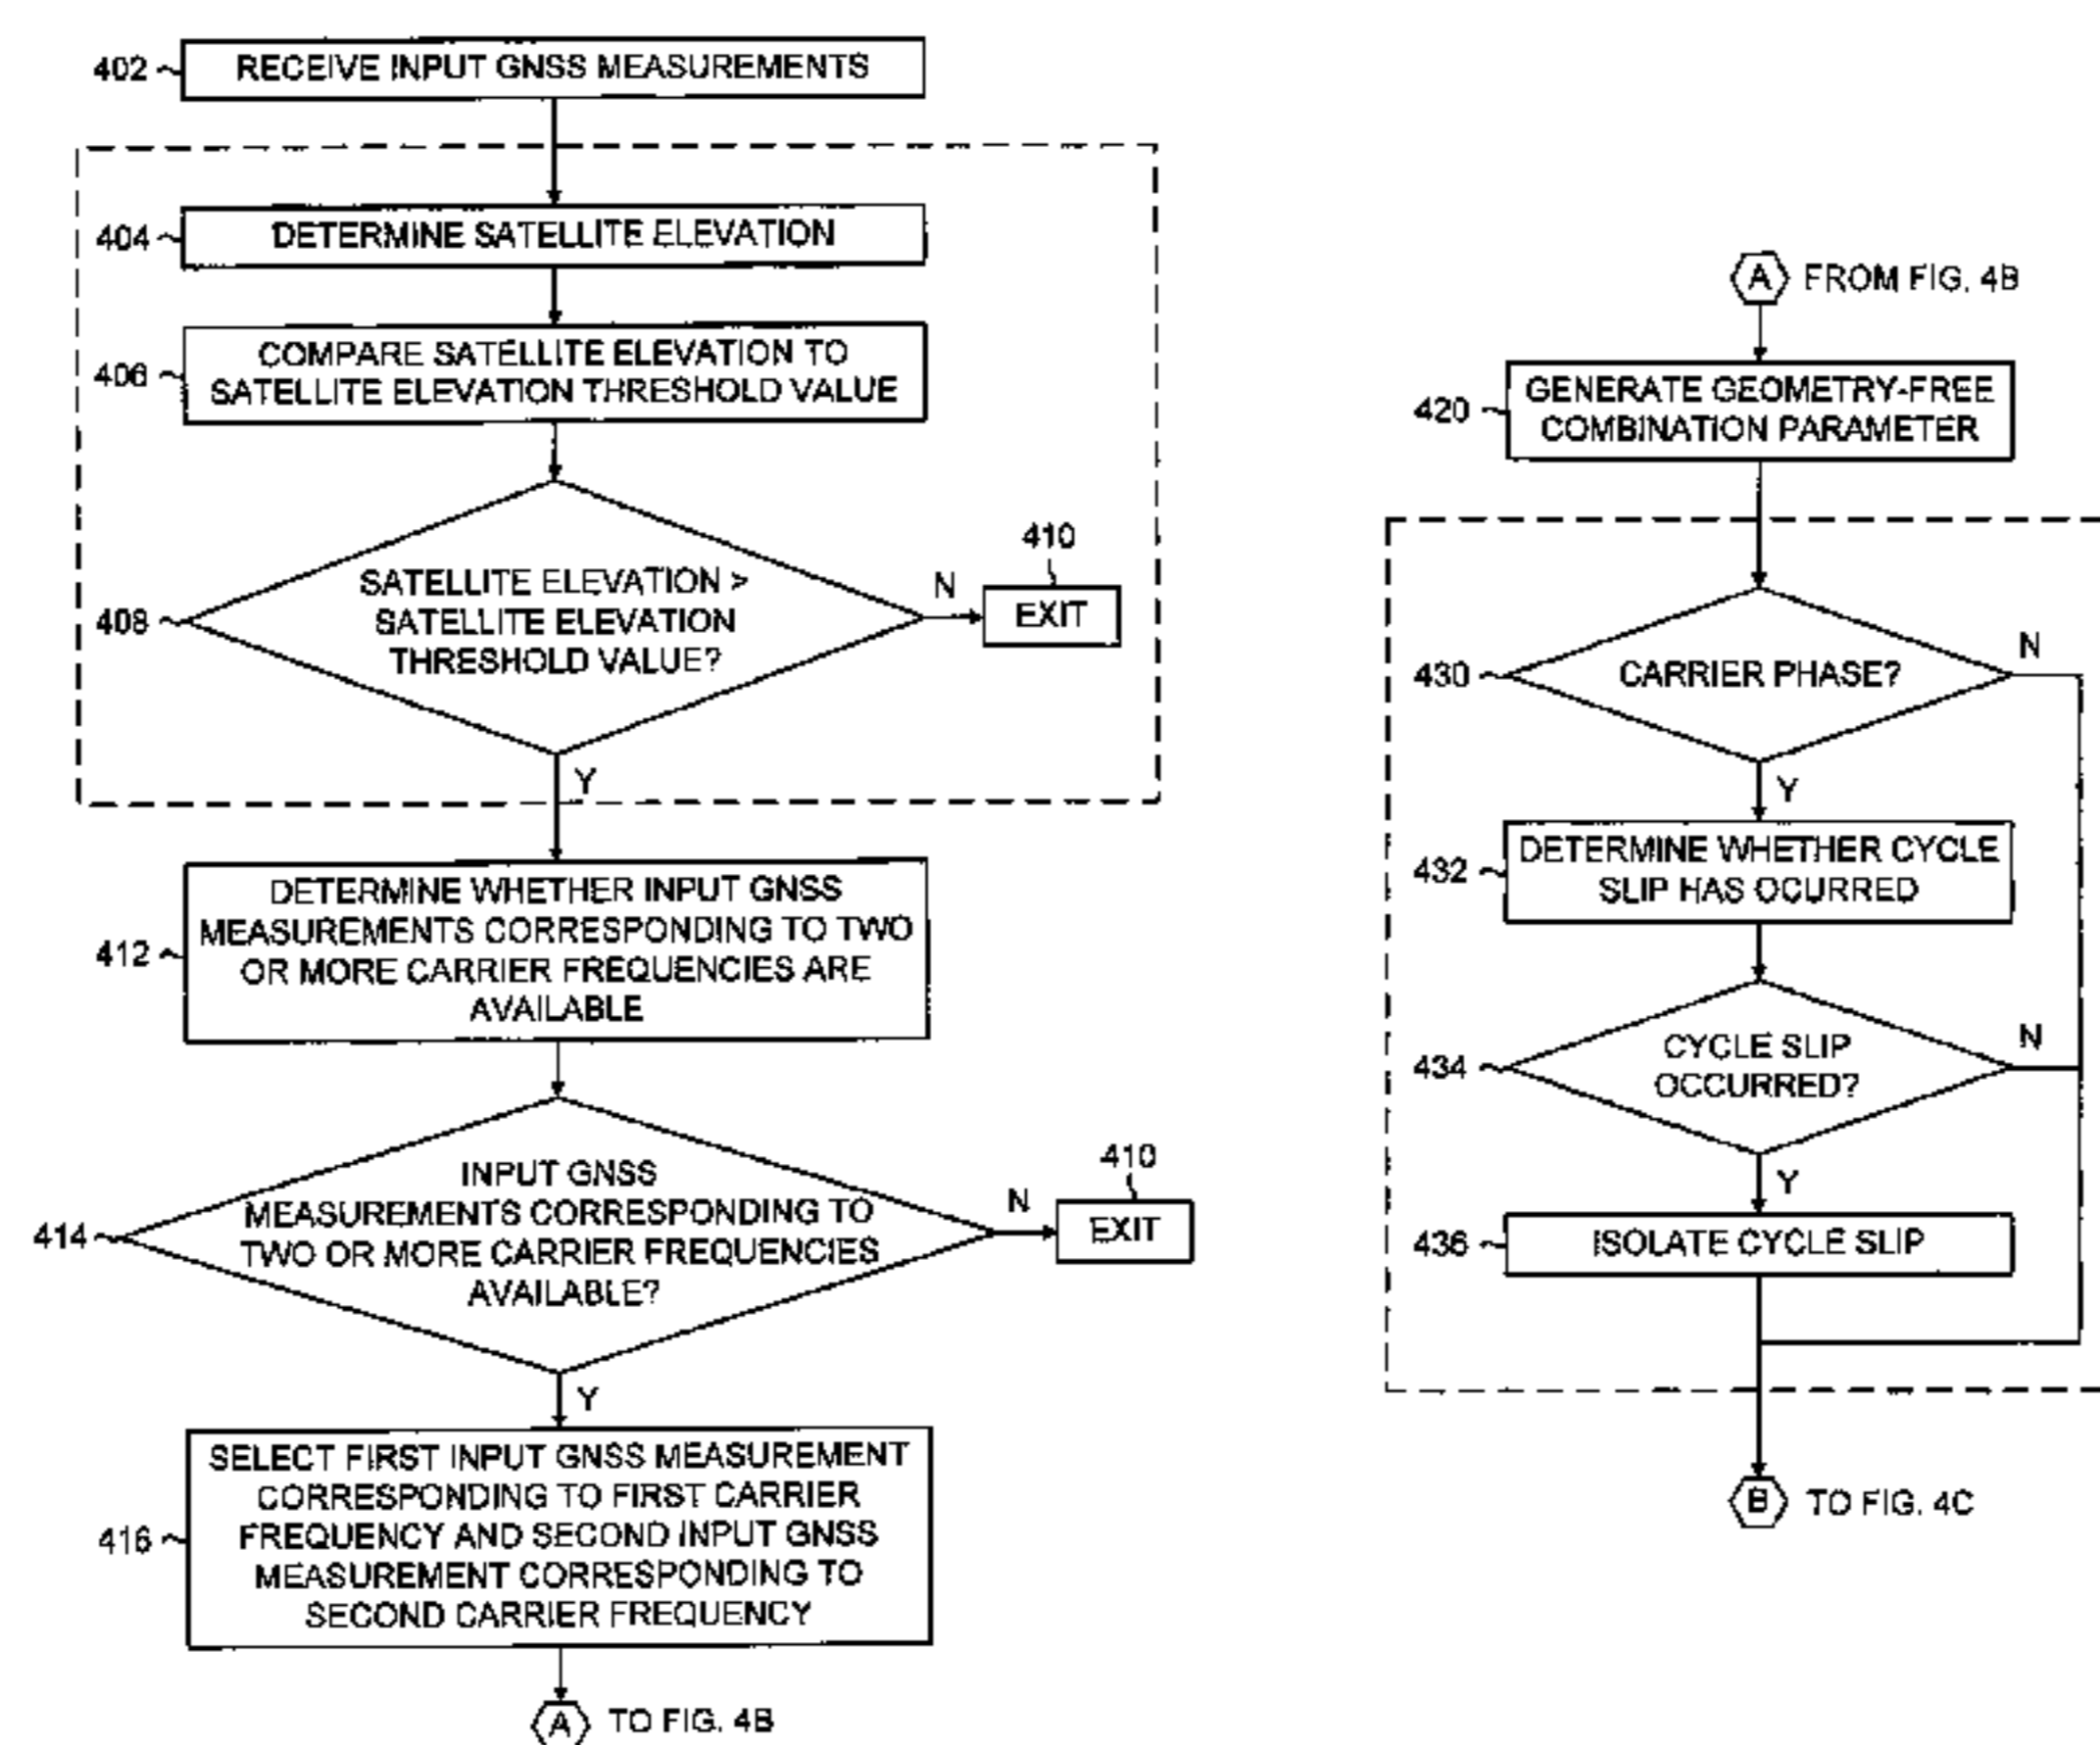 402
RECEIVE INPUT GNSS MEASUREMENTS
404
DETERMINE SATELLITE ELEVATION
406
COMPARE SATELLITE ELEVATION TO
SATELLITE ELEVATION THRESHOLD VALUE
408
SATELLITE ELEVATION >
SATELLITE ELEVATION
THRESHOLD VALUE?
N
410
EXIT
Y
412
DETERMINE WHETHER INPUT GNSS
MEASUREMENTS CORRESPONDING TO TWO
OR MORE CARRIER FREQUENCIES ARE
AVAILABLE
414
INPUT GNSS
MEASUREMENTS CORRESPONDING TO
TWO OR MORE CARRIER FREQUENCIES
AVAILABLE?
N
410
EXIT
Y
416
SELECT FIRST INPUT GNSS MEASUREMENT
CORRESPONDING TO FIRST CARRIER
FREQUENCY AND SECOND INPUT GNSS
MEASUREMENT CORRESPONDING TO
SECOND CARRIER FREQUENCY
A TO FIG. 4B
A FROM FIG. 4B
420
GENERATE GEOMETRY-FREE
COMBINATION PARAMETER
430
CARRIER PHASE?
N
Y
432
DETERMINE WHETHER CYCLE
SLIP HAS OCURRED
434
CYCLE SLIP
OCCURRED?
N
Y
436
ISOLATE CYCLE SLIP
B TO FIG. 4C